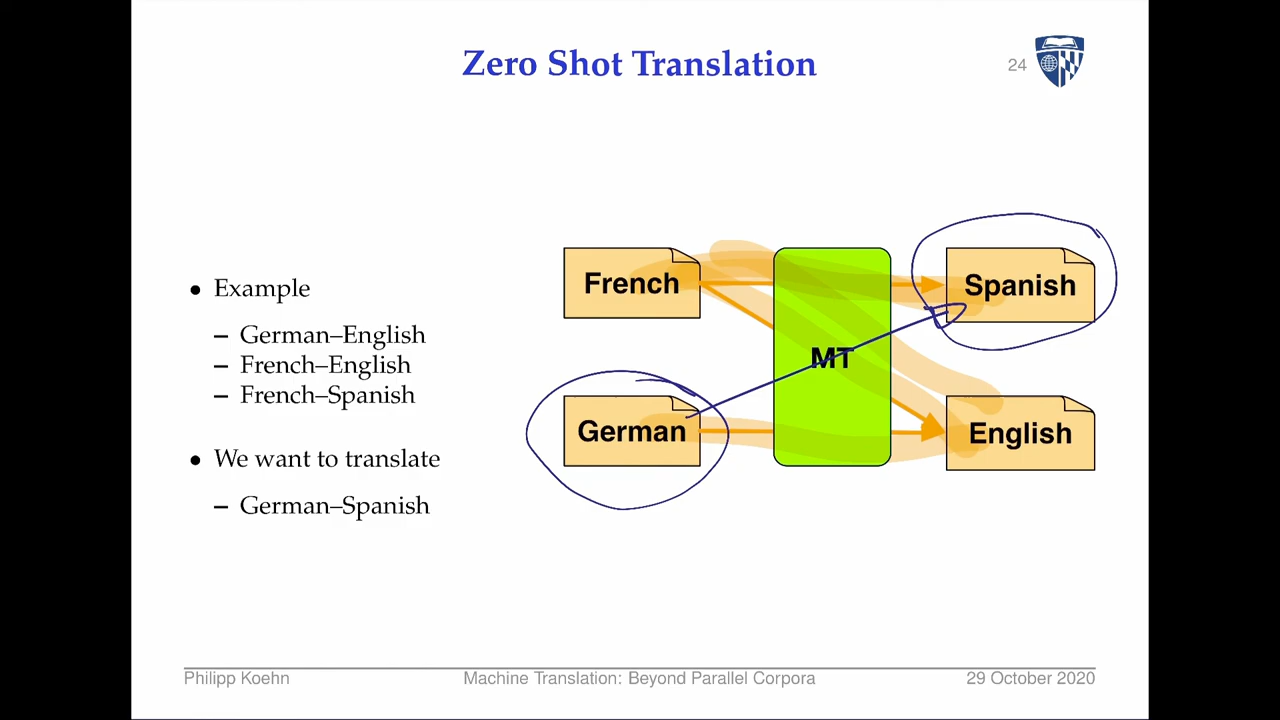 Zero Shot Translation
24
• Example
– German–English
– French–English
– French–Spanish
• We want to translate
– German–Spanish
French
Spanish
MT
German
English
Philipp Koehn
Machine Translation: Beyond Parallel Corpora
29 October 2020